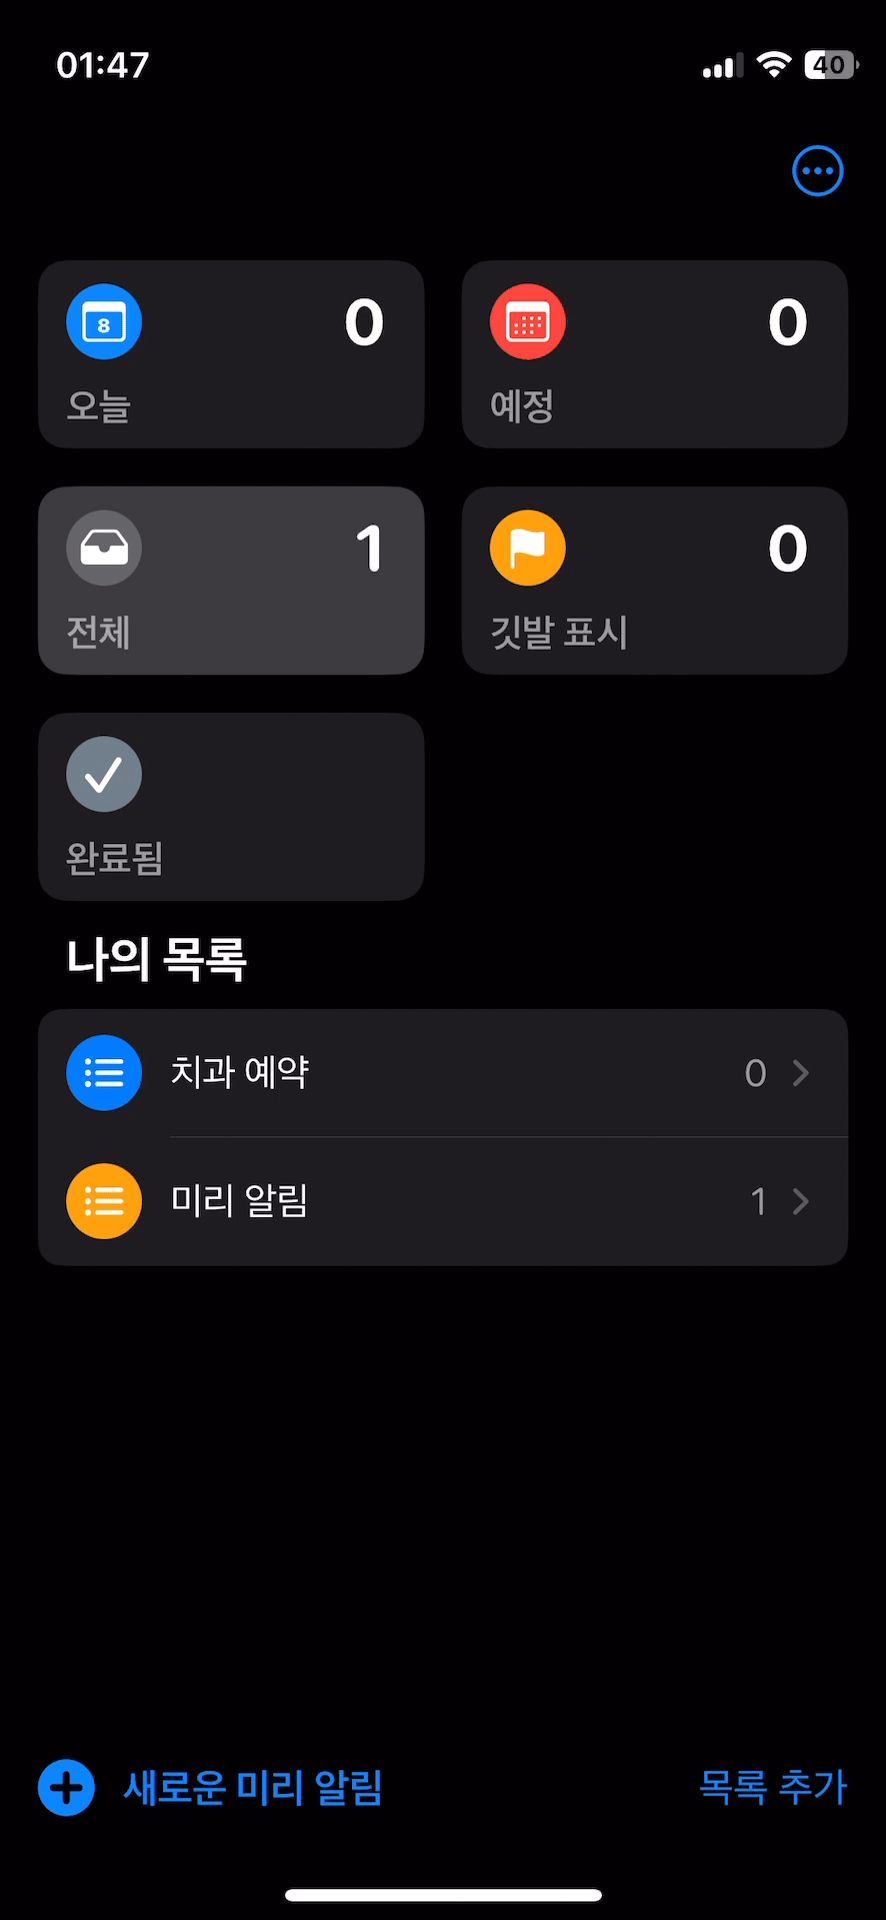 01:47
40
8
0
0
오늘
예정
1
0
전체
깃발 표시
완료됨
나의 목록
치과 예약 0
미리 알림 1
새로운 미리 알림 목록 추가